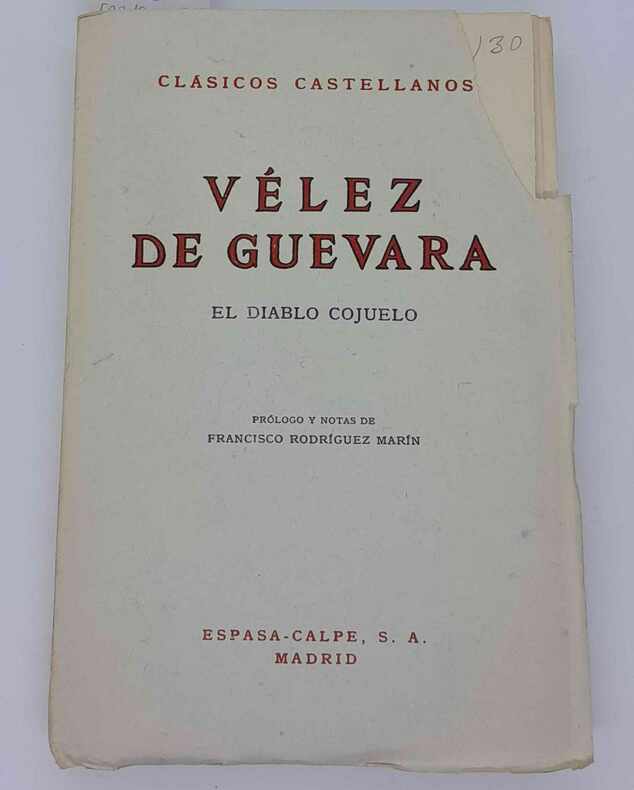 130
CLÁSICOS CASTELLANOS
VÉLEZ
DE GUEVARA
EL DIABLO COJUELO
PRÓLOGO Y NOTAS DE
FRANCISCO RODRÍGUEZ MARÍN
ESPASA-CALPE, S. A.
MADRID